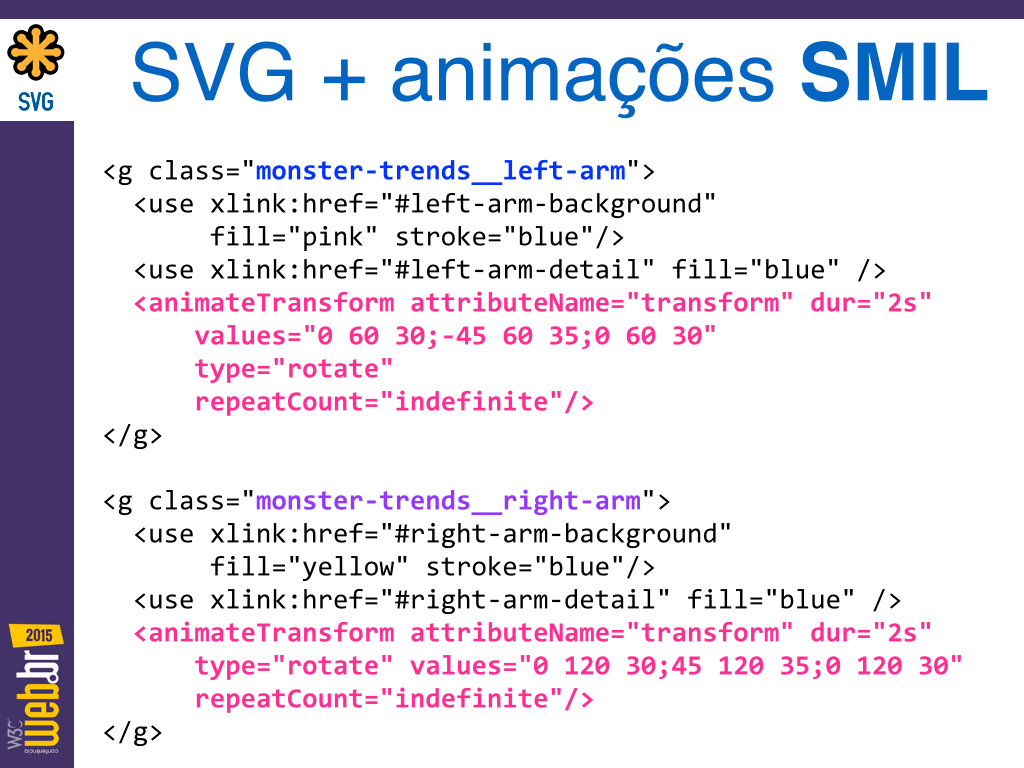 SVG
SVG + animações SMIL
<g class="monster-trends__left-arm">
  <use xlink:href="#left-arm-background"
       fill="pink" stroke="blue"/>
  <use xlink:href="#left-arm-detail" fill="blue" />
  <animateTransform attributeName="transform" dur="2s"
      values="0 60 30;-45 60 35;0 60 30"
      type="rotate"
      repeatCount="indefinite"/>
</g>
<g class="monster-trends__right-arm">
  <use xlink:href="#right-arm-background"
       fill="yellow" stroke="blue"/>
  <use xlink:href="#right-arm-detail" fill="blue" />
  <animateTransform attributeName="transform" dur="2s"
      type="rotate" values="0 120 30;45 120 35;0 120 30"
      repeatCount="indefinite"/>
</g>
2015
W3C
web.br
conferência